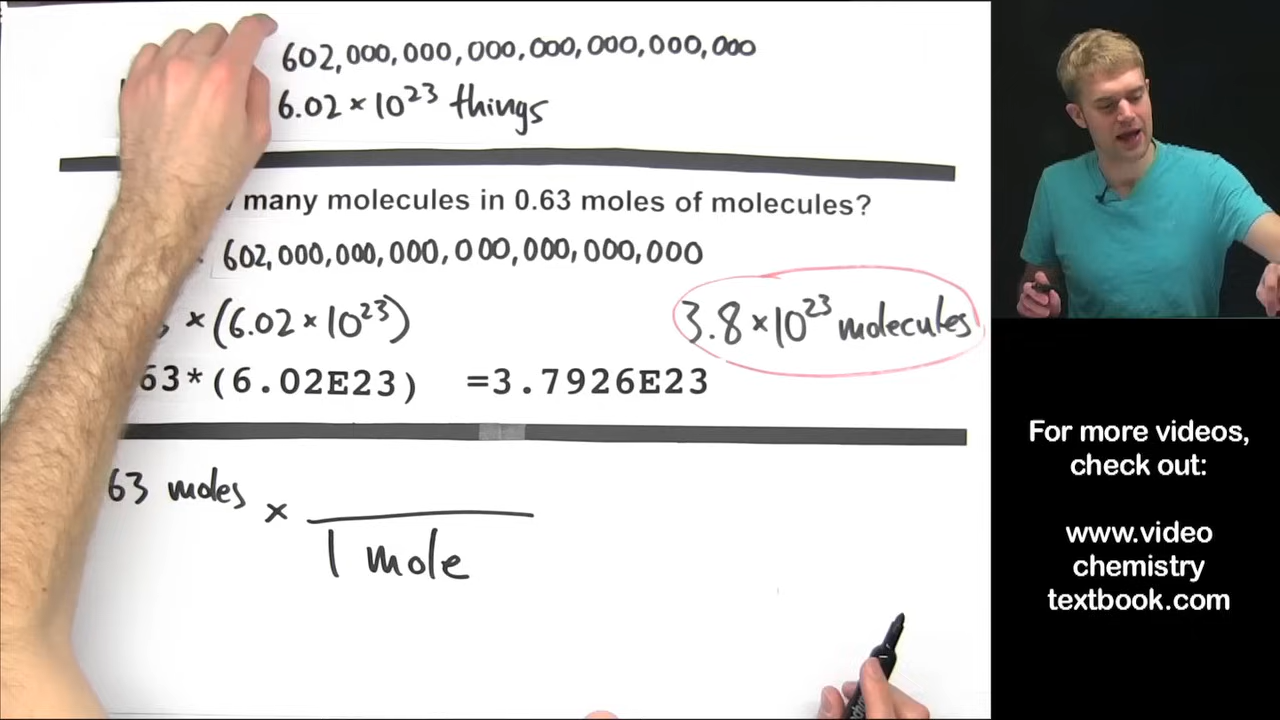 602,000,000,000,000,000,000,000
6.02 × 10²³ things
many molecules in 0.63 moles of molecules?
602,000,000,000,000,000,000,000
× (6.02 × 10²³)
3.8 × 10²³ molecules
63*(6.02E23) =3.7926E23
63 moles ×
1 mole
For more videos,
check out:
www.video
chemistry
textbook.com